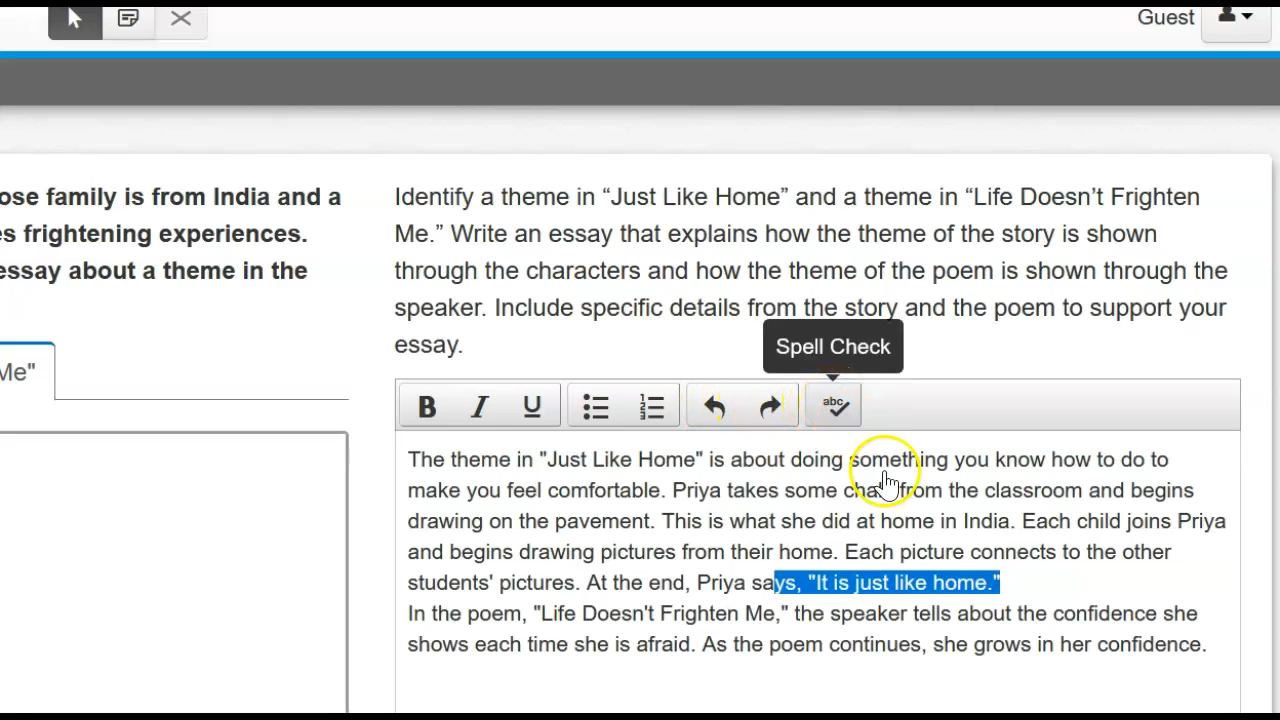 Guest
ose family is from India and a
es frightening experiences.
essay about a theme in the
Me"
Identify a theme in “Just Like Home” and a theme in “Life Doesn’t Frighten
Me.” Write an essay that explains how the theme of the story is shown
through the characters and how the theme of the poem is shown through the
speaker. Include specific details from the story and the poem to support your
essay.
Spell Check
B I U
abc
The theme in "Just Like Home" is about doing something you know how to do to
make you feel comfortable. Priya takes some from the classroom and begins
drawing on the pavement. This is what she did at home in India. Each child joins Priya
and begins drawing pictures from their home. Each picture connects to the other
students' pictures. At the end, Priya says, "It is just like home."
In the poem, "Life Doesn't Frighten Me," the speaker tells about the confidence she
shows each time she is afraid. As the poem continues, she grows in her confidence.